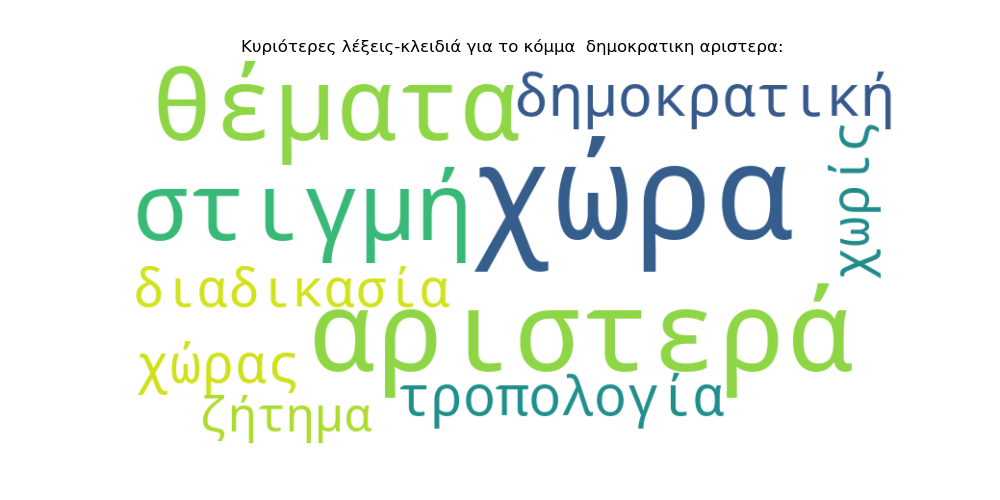 Κυριότερες λέξεις-κλειδιά για το κόμμα  δημοκρατικη αριστερα:
θέματα
δημοκρατική
χωρίς
στιγμή
χώρα
διαδικασία
αριστερά
χώρας
τροπολογία
ζήτημα